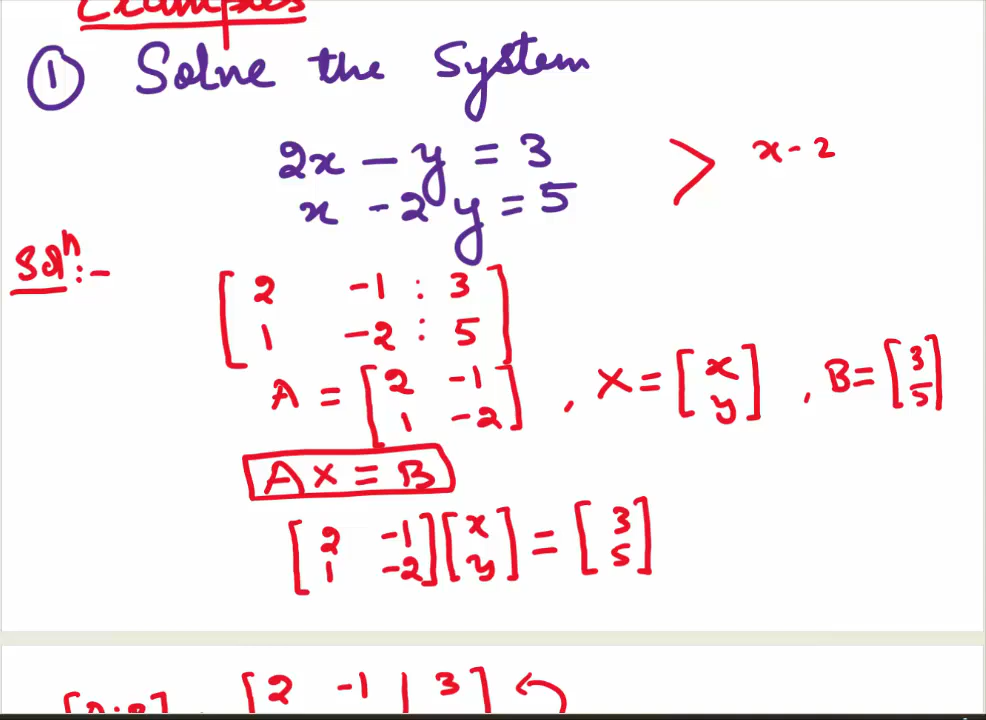 Examples
① Solve the System
2x - y = 3
x - 2y = 5
> x - 2
Solⁿ:-
[ 2 -1 : 3
1 -2 : 5 ]
A = [ 2 -1
1 -2 ] , X = [ x
y ] , B = [ 3
5 ]
AX = B
[ 2 -1
1 -2 ] [ x
y ] = [ 3
5 ]
[ 2 -1 | 3 ]